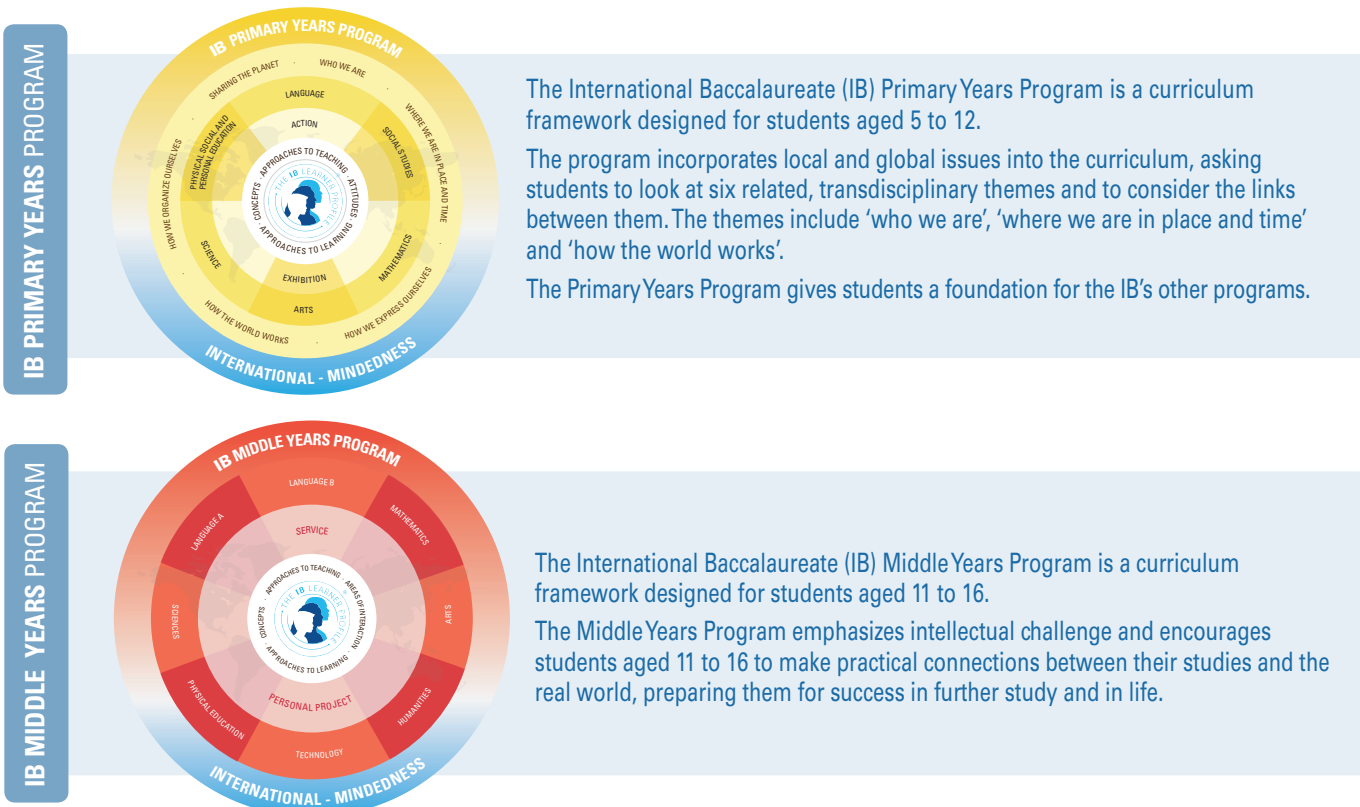 IB PRIMARY YEARS PROGRAM
IB PRIMARY YEARS PROGRAM
SHARING THE PLANET · WHO WE ARE · WHERE WE ARE IN PLACE AND TIME · HOW WE EXPRESS OURSELVES · HOW THE WORLD WORKS · HOW WE ORGANIZE OURSELVES ·
LANGUAGE
SOCIAL STUDIES
MATHEMATICS
ARTS
SCIENCE
PHYSICAL SOCIAL AND
PERSONAL EDUCATION
ACTION
EXHIBITION
CONCEPTS · APPROACHES TO TEACHING · ATTITUDES · APPROACHES TO LEARNING ·
THE IB LEARNER PROFILE
INTERNATIONAL - MINDEDNESS
The International Baccalaureate (IB) Primary Years Program is a curriculum
framework designed for students aged 5 to 12.
The program incorporates local and global issues into the curriculum, asking
students to look at six related, transdisciplinary themes and to consider the links
between them. The themes include ‘who we are’, ‘where we are in place and time’
and ‘how the world works’.
The Primary Years Program gives students a foundation for the IB’s other programs.
IB MIDDLE YEARS PROGRAM
IB MIDDLE YEARS PROGRAM
LANGUAGE B
MATHEMATICS
ARTS
HUMANITIES
TECHNOLOGY
PHYSICAL EDUCATION
SCIENCES
LANGUAGE A
SERVICE
PERSONAL PROJECT
CONCEPTS · APPROACHES TO TEACHING · AREAS OF INTERACTION · APPROACHES TO LEARNING ·
THE IB LEARNER PROFILE
INTERNATIONAL - MINDEDNESS
The International Baccalaureate (IB) Middle Years Program is a curriculum
framework designed for students aged 11 to 16.
The Middle Years Program emphasizes intellectual challenge and encourages
students aged 11 to 16 to make practical connections between their studies and the
real world, preparing them for success in further study and in life.